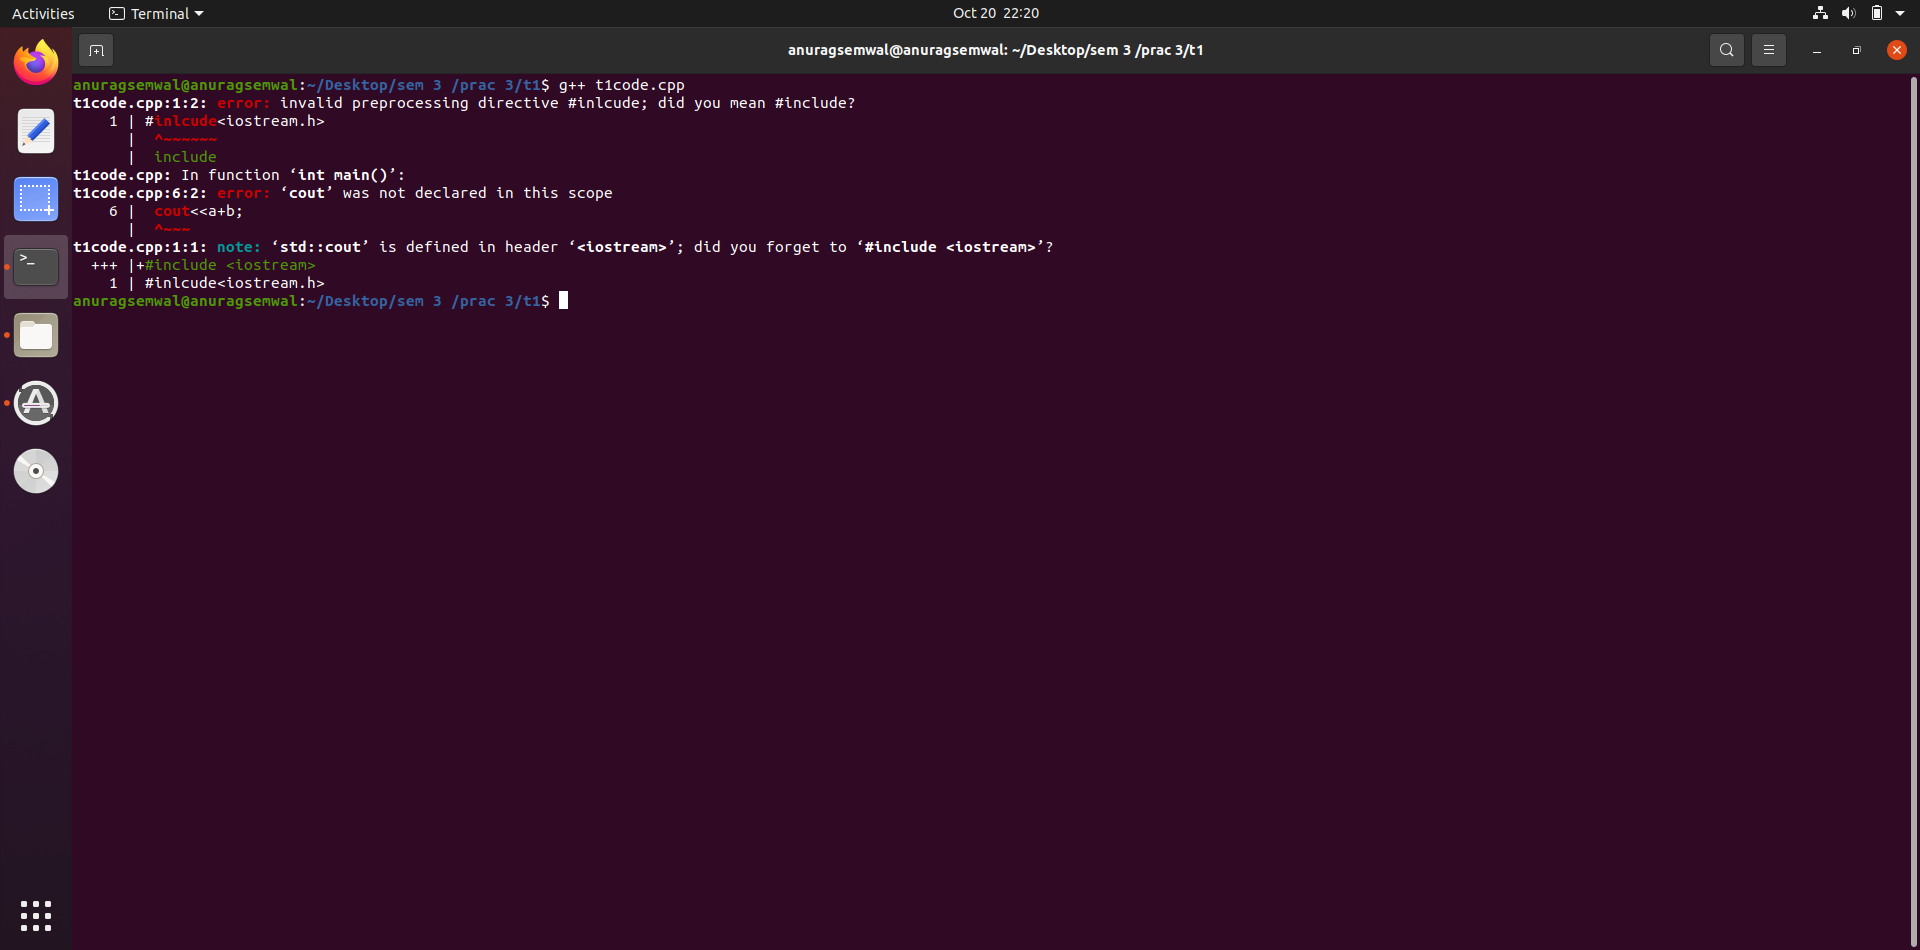 Activities
Terminal
Oct 20 22:20
anuragsemwal@anuragsemwal: ~/Desktop/sem 3 /prac 3/t1
anuragsemwal@anuragsemwal:~/Desktop/sem 3 /prac 3/t1$ g++ t1code.cpp
t1code.cpp:1:2: error: invalid preprocessing directive #inlcude; did you mean #include?
    1 | #inlcude<iostream.h>
      |  ^~~~~~~
      |  include
t1code.cpp: In function ‘int main()’:
t1code.cpp:6:2: error: ‘cout’ was not declared in this scope
    6 |  cout<<a+b;
      |  ^~~~
t1code.cpp:1:1: note: ‘std::cout’ is defined in header ‘<iostream>’; did you forget to ‘#include <iostream>’?
  +++ |+#include <iostream>
    1 | #inlcude<iostream.h>
anuragsemwal@anuragsemwal:~/Desktop/sem 3 /prac 3/t1$